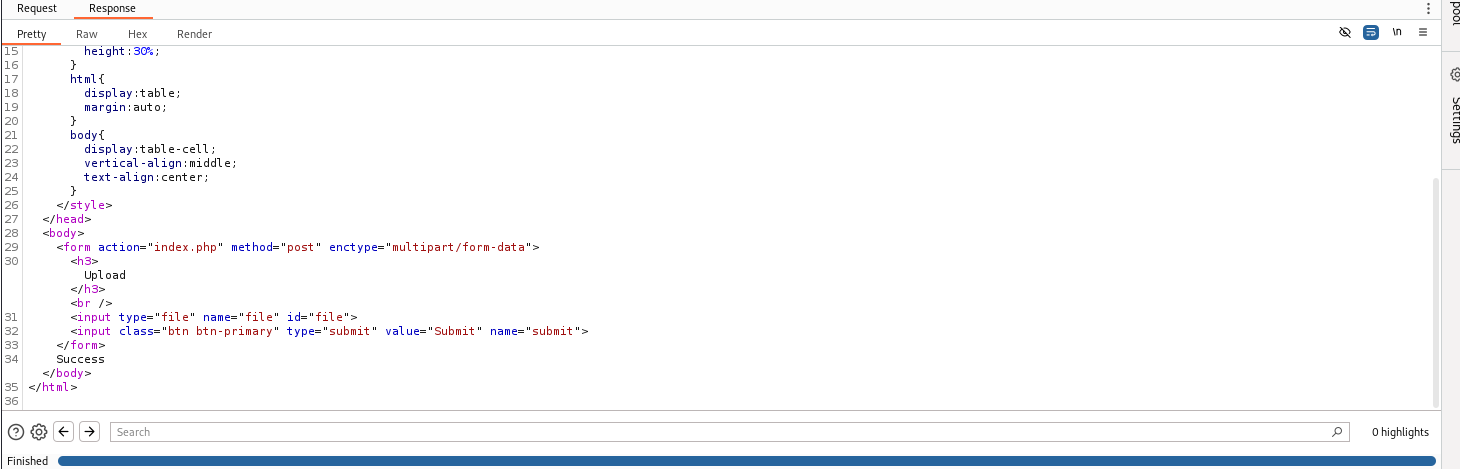 Request Response
Pretty Raw Hex Render \n
15 height:30%;
16 }
17 html{
18 display:table;
19 margin:auto;
20 }
21 body{
22 display:table-cell;
23 vertical-align:middle;
24 text-align:center;
25 }
26 </style>
27 </head>
28 <body>
29 <form action="index.php" method="post" enctype="multipart/form-data">
30 <h3>
Upload
</h3>
<br />
31 <input type="file" name="file" id="file">
32 <input class="btn btn-primary" type="submit" value="Submit" name="submit">
33 </form>
34 Success
</body>
35 </html>
36
Search 0 highlights
Finished
Settings